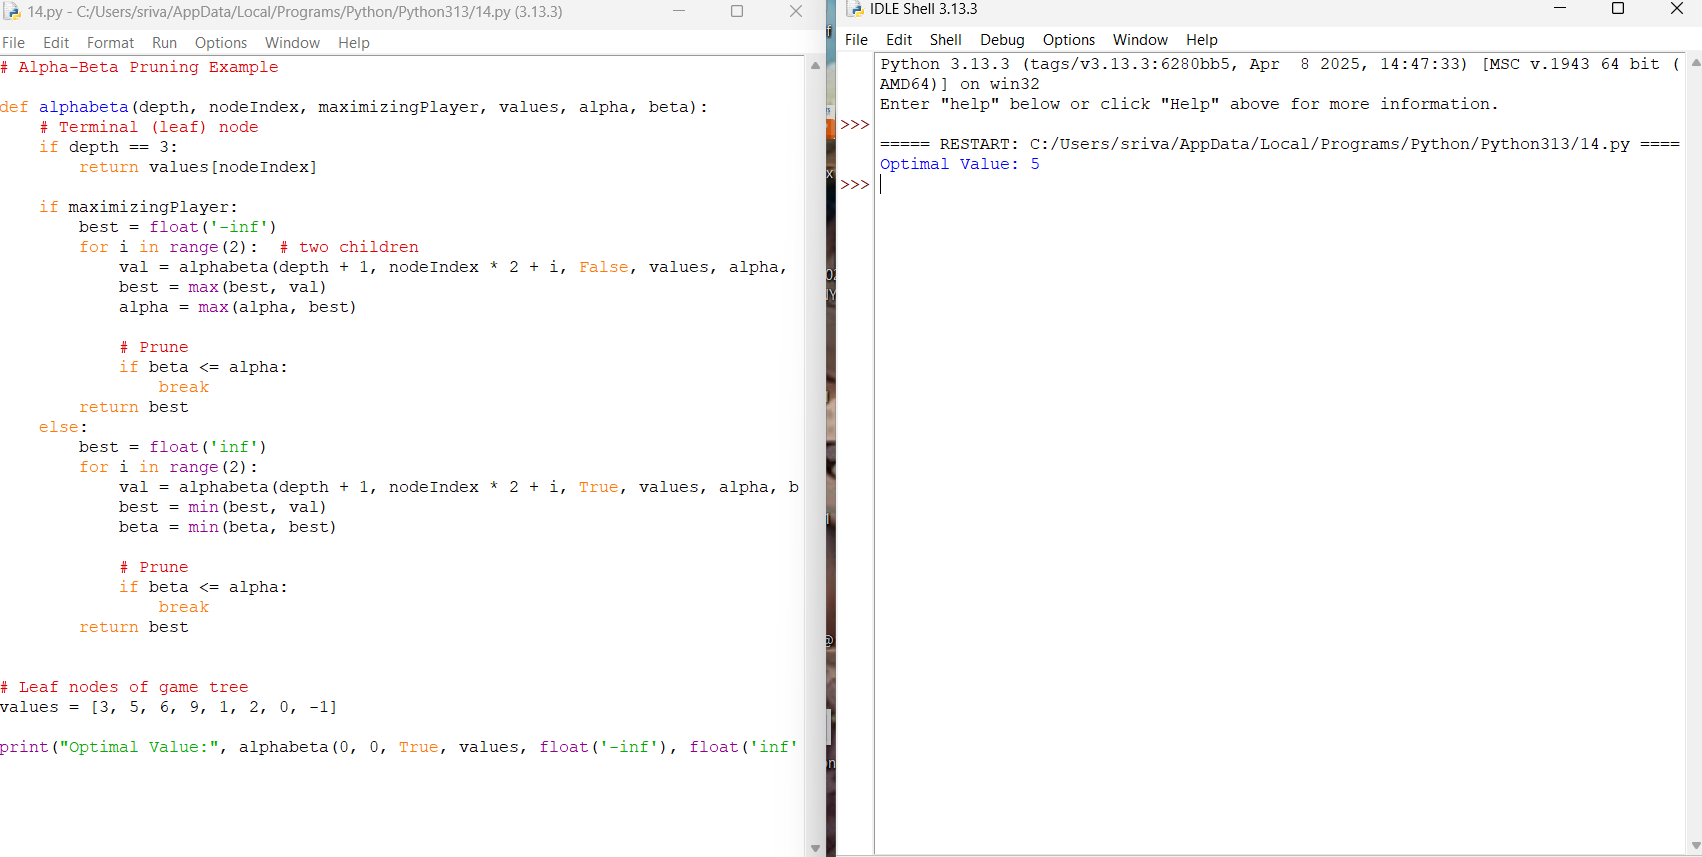 14.py - C:/Users/sriva/AppData/Local/Programs/Python/Python313/14.py (3.13.3)
File Edit Format Run Options Window Help
# Alpha-Beta Pruning Example
def alphabeta(depth, nodeIndex, maximizingPlayer, values, alpha, beta):
    # Terminal (leaf) node
    if depth == 3:
        return values[nodeIndex]
    if maximizingPlayer:
        best = float('-inf')
        for i in range(2):  # two children
            val = alphabeta(depth + 1, nodeIndex * 2 + i, False, values, alpha,
            best = max(best, val)
            alpha = max(alpha, best)
            # Prune
            if beta <= alpha:
                break
        return best
    else:
        best = float('inf')
        for i in range(2):
            val = alphabeta(depth + 1, nodeIndex * 2 + i, True, values, alpha, b
            best = min(best, val)
            beta = min(beta, best)
            # Prune
            if beta <= alpha:
                break
        return best
# Leaf nodes of game tree
values = [3, 5, 6, 9, 1, 2, 0, -1]
print("Optimal Value:", alphabeta(0, 0, True, values, float('-inf'), float('inf'
IDLE Shell 3.13.3
File Edit Shell Debug Options Window Help
Python 3.13.3 (tags/v3.13.3:6280bb5, Apr  8 2025, 14:47:33) [MSC v.1943 64 bit (
AMD64)] on win32
Enter "help" below or click "Help" above for more information.
>>>
===== RESTART: C:/Users/sriva/AppData/Local/Programs/Python/Python313/14.py ====
Optimal Value: 5
>>>